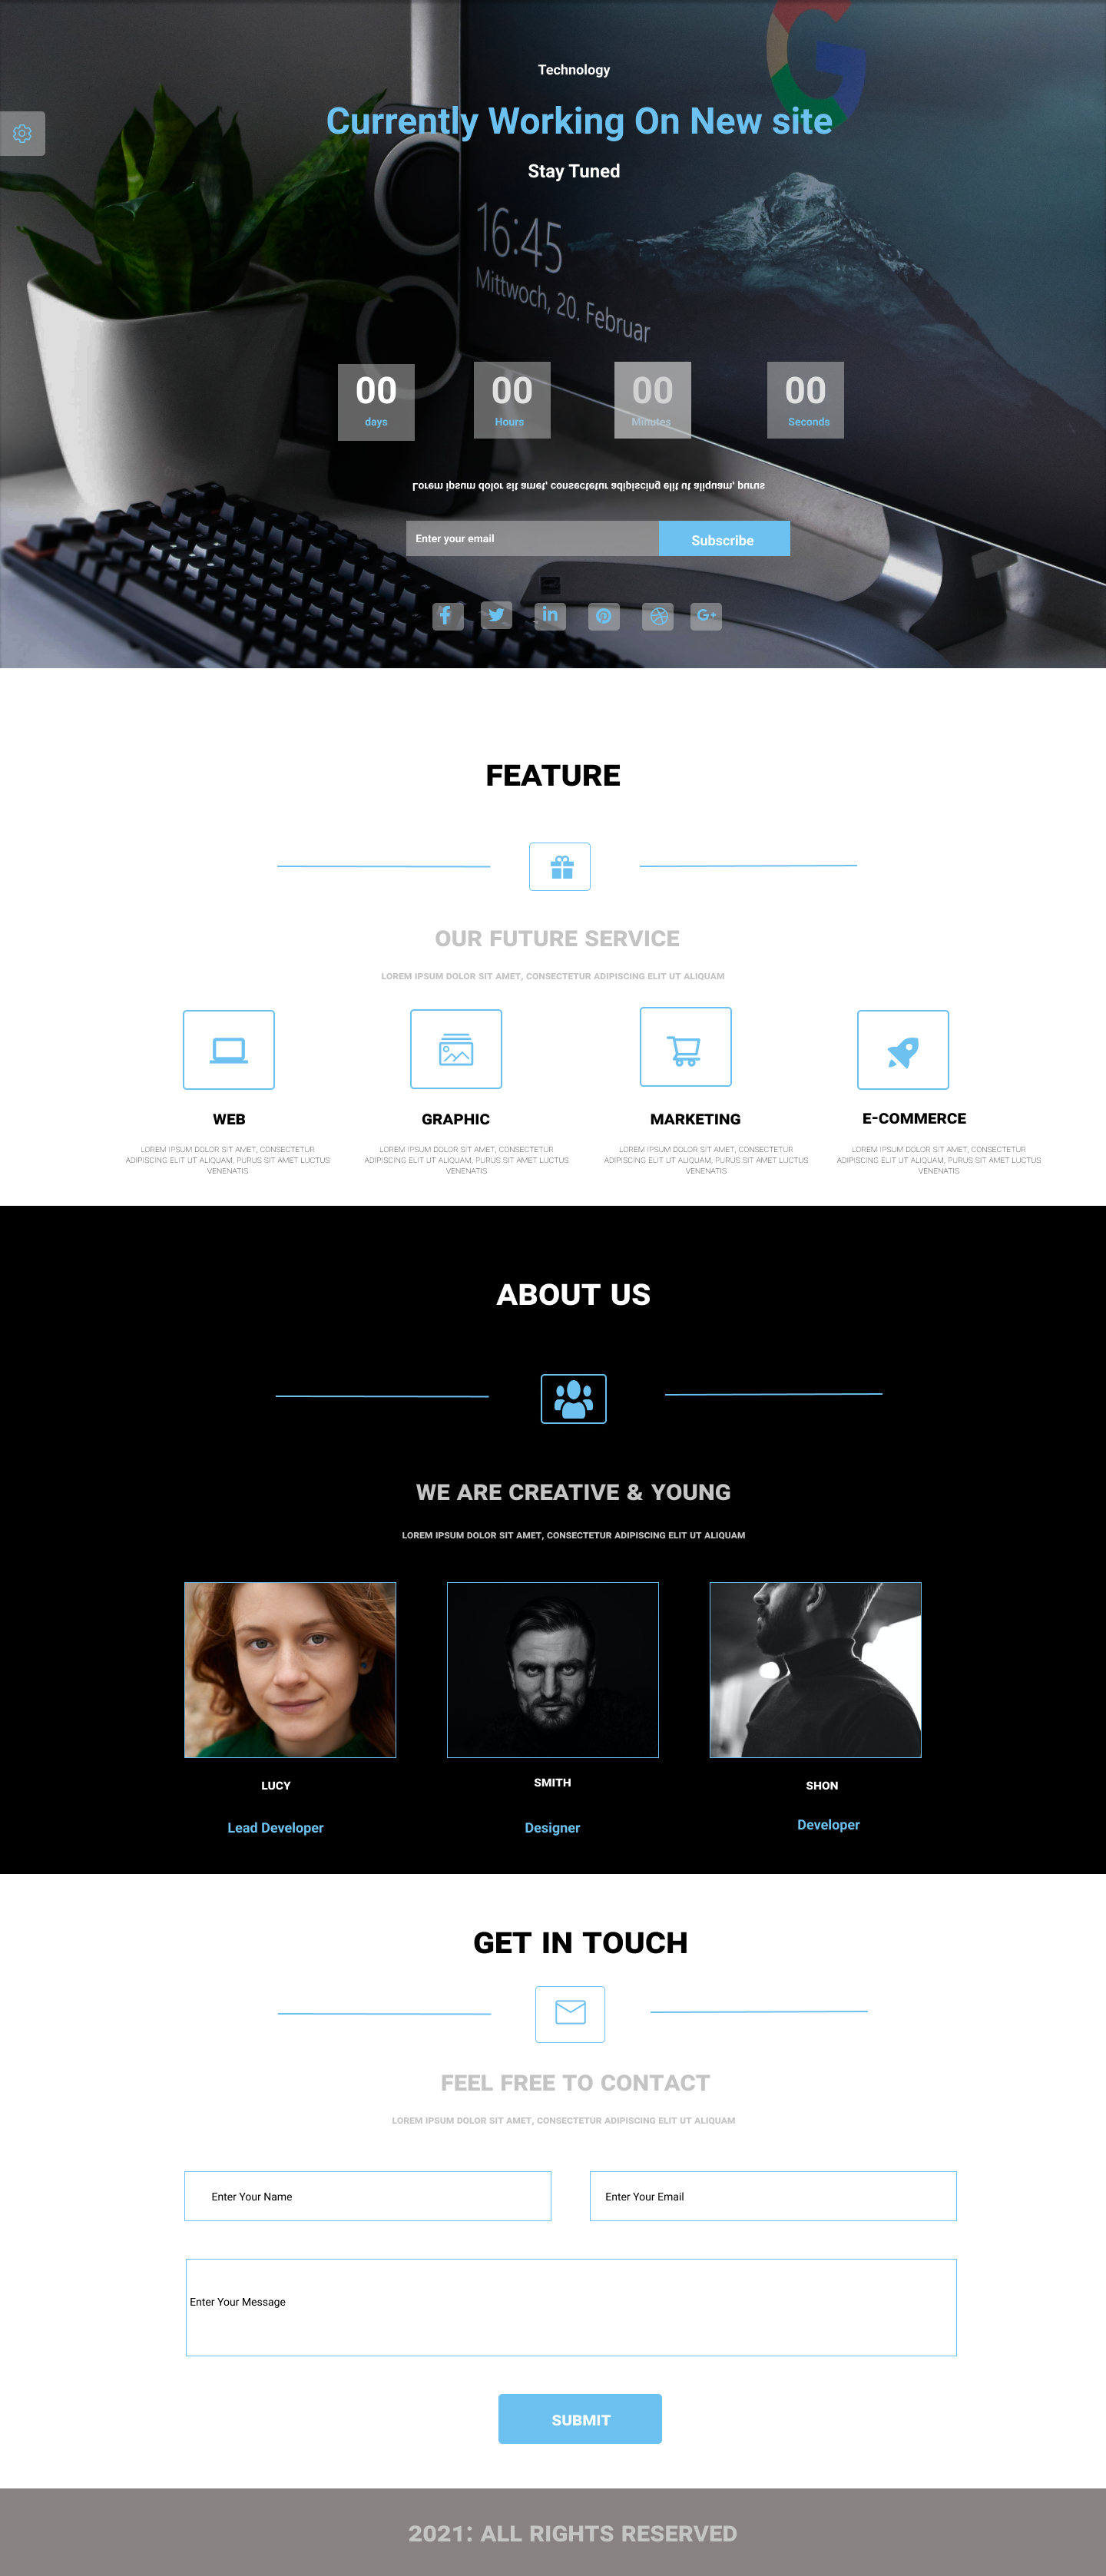 Technology
Currently Working On New site
Stay Tuned
16:45
Mittwoch, 20. Februar
00
00
00
00
days
Hours
Minutes
Seconds
Lorem ipsum dolor sit amet, consectetur adipiscing elit ut aliquam, purus
Enter your email
Subscribe
FEATURE
OUR FUTURE SERVICE
LOREM IPSUM DOLOR SIT AMET, CONSECTETUR ADIPISCING ELIT UT ALIQUAM
WEB
LOREM IPSUM DOLOR SIT AMET, CONSECTETUR
ADIPISCING ELIT UT ALIQUAM, PURUS SIT AMET LUCTUS
VENENATIS
GRAPHIC
LOREM IPSUM DOLOR SIT AMET, CONSECTETUR
ADIPISCING ELIT UT ALIQUAM, PURUS SIT AMET LUCTUS
VENENATIS
MARKETING
LOREM IPSUM DOLOR SIT AMET, CONSECTETUR
ADIPISCING ELIT UT ALIQUAM, PURUS SIT AMET LUCTUS
VENENATIS
E-COMMERCE
LOREM IPSUM DOLOR SIT AMET, CONSECTETUR
ADIPISCING ELIT UT ALIQUAM, PURUS SIT AMET LUCTUS
VENENATIS
ABOUT US
WE ARE CREATIVE & YOUNG
LOREM IPSUM DOLOR SIT AMET, CONSECTETUR ADIPISCING ELIT UT ALIQUAM
LUCY
Lead Developer
SMITH
Designer
SHON
Developer
GET IN TOUCH
FEEL FREE TO CONTACT
LOREM IPSUM DOLOR SIT AMET, CONSECTETUR ADIPISCING ELIT UT ALIQUAM
Enter Your Name
Enter Your Email
Enter Your Message
SUBMIT
2021: ALL RIGHTS RESERVED